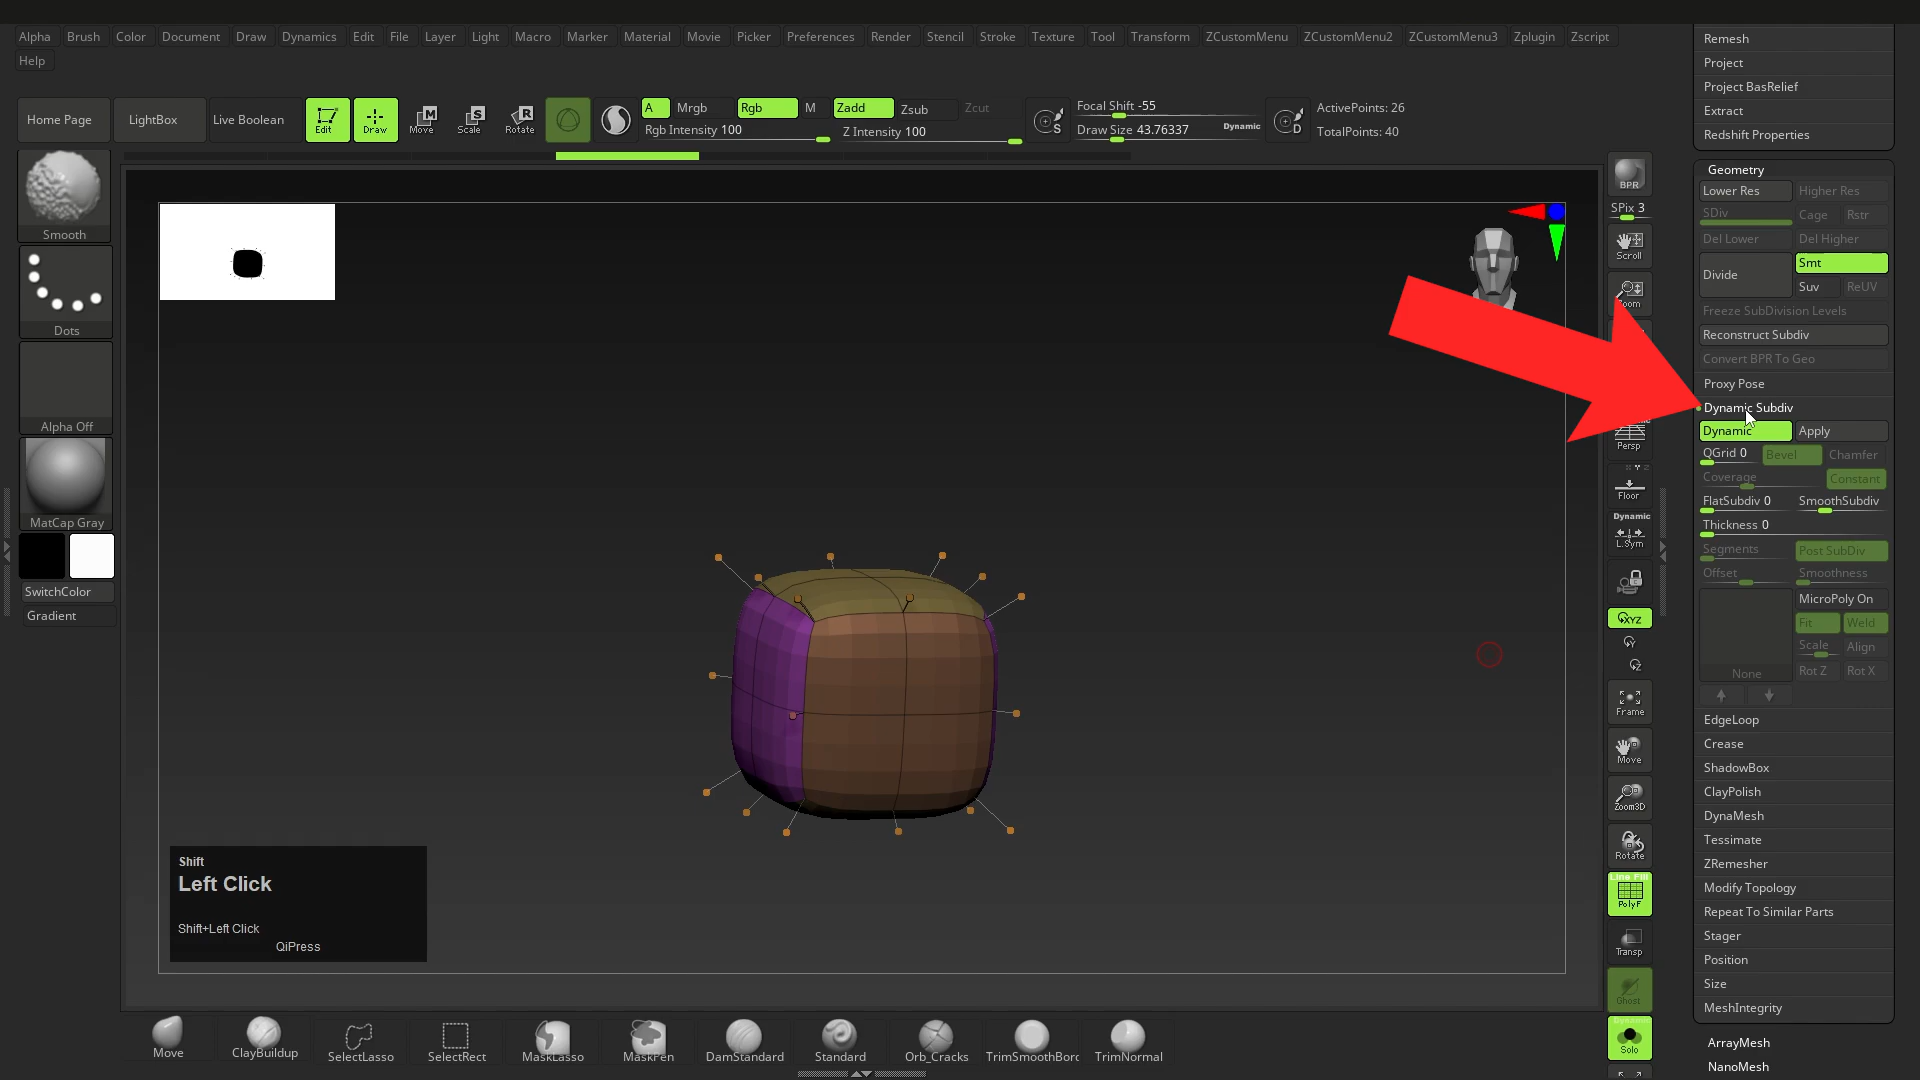 Alpha Brush Color Document Draw Dynamics Edit File Layer Light Macro Marker Material Movie Picker Preferences Render Stencil Stroke Texture Tool Transform ZCustomMenu ZCustomMenu2 ZCustomMenu3 Zplugin Zscript
Help
Home Page
LightBox
Live Boolean
Edit
Draw
Move
Scale
Rotate
A
Mrgb
Rgb
M
Zadd
Zsub
Zcut
Rgb Intensity 100
Z Intensity 100
Focal Shift -55
Draw Size 43.76337
Dynamic
ActivePoints: 26
TotalPoints: 40
Smooth
Dots
Alpha Off
MatCap Gray
SwitchColor
Gradient
Shift
Left Click
Shift+Left Click
QiPress
BPR
SPix 3
Scroll
Zoom
Persp
Floor
Dynamic
L.Sym
XYZ
Y
Z
Frame
Move
Zoom3D
Rotate
Line Fill
PolyF
Transp
Ghost
Dynamic
Solo
Remesh
Project
Project BasRelief
Extract
Redshift Properties
Geometry
Lower Res Higher Res
SDiv Cage Rstr
Del Lower Del Higher
Divide Smt
Suv ReUV
Freeze SubDivision Levels
Reconstruct Subdiv
Convert BPR To Geo
Proxy Pose
Dynamic Subdiv
Dynamic Apply
QGrid 0 Bevel Chamfer
Coverage Constant
FlatSubdiv 0 SmoothSubdiv
Thickness 0
Segments Post SubDiv
Offset Smoothness
MicroPoly On
Fit Weld
Scale Align
None Rot Z Rot X
EdgeLoop
Crease
ShadowBox
ClayPolish
DynaMesh
Tessimate
ZRemesher
Modify Topology
Repeat To Similar Parts
Stager
Position
Size
MeshIntegrity
ArrayMesh
NanoMesh
Move ClayBuildup SelectLasso SelectRect MaskLasso MaskPen DamStandard Standard Orb_Cracks TrimSmoothBorc TrimNormal